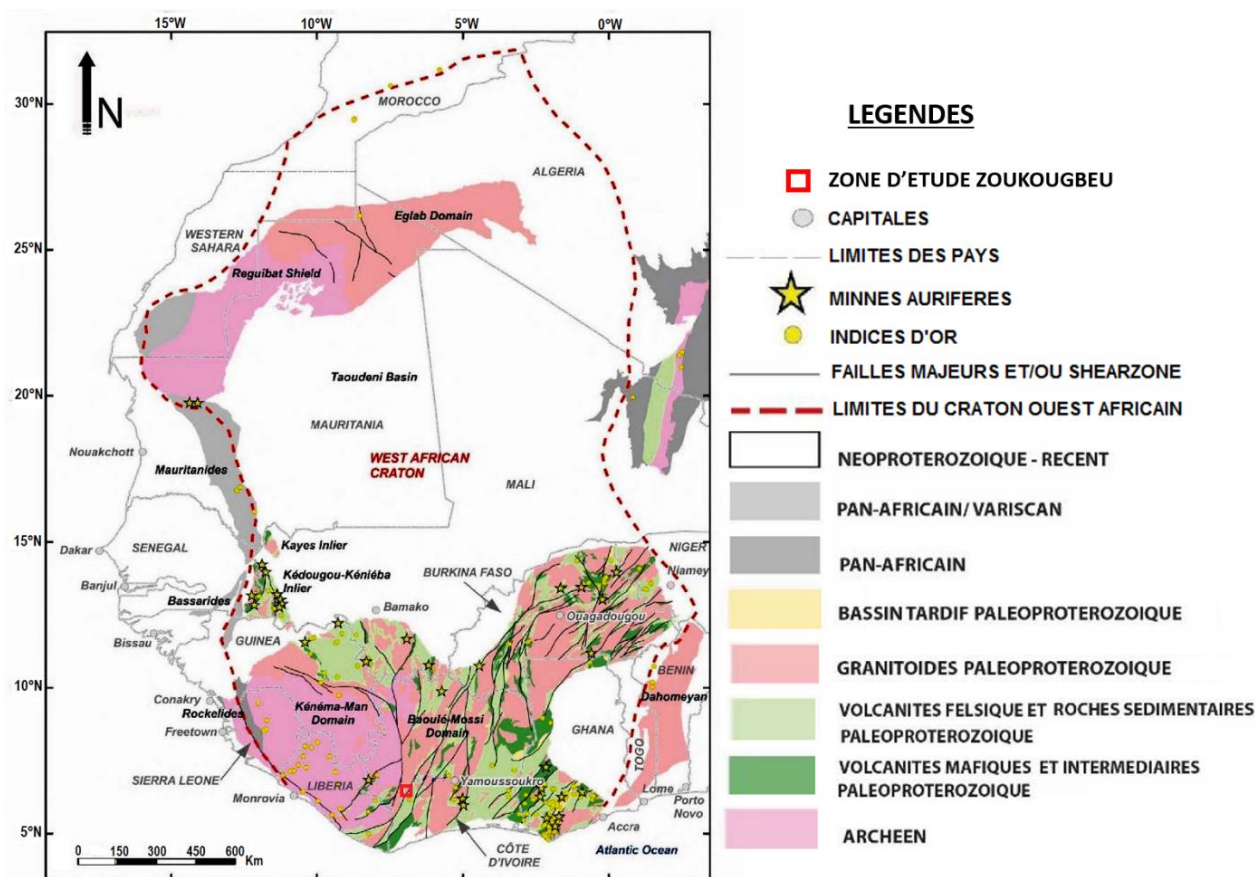 15°W
10°W
5°W
0°W
N
30°N
25°N
20°N
15°N
10°N
5°N
MOROCCO
ALGERIA
WESTERN
SAHARA
Eglab Domain
Reguibat Shield
Taoudeni Basin
MAURITANIA
Nouakchott
Mauritanides
WEST AFRICAN
CRATON
MALI
SENEGAL
Dakar
Kayes Inlier
NIGER
Niamey
Banjul
Kédougou-Kéniéba
Inlier
BURKINA FASO
Bassarides
Bamako
Ouagadougou
Bissau
GUINEA
BENIN
Conakry
Kénéma-Man
Domain
Baoulé-Mossi
Domain
Dahomeyan
Rockelides
Freetown
GHANA
SIERRA LEONE
LIBERIA
Yamoussoukro
TOGO
Monrovia
Lome
Porto
Novo
Accra
CÔTE
D'IVOIRE
Atlantic Ocean
0 150 300 450 600
Km
LEGENDES
ZONE D'ETUDE ZOUKOUGBEU
CAPITALES
LIMITES DES PAYS
MINNES AURIFERES
INDICES D'OR
FAILLES MAJEURS ET/OU SHEARZONE
LIMITES DU CRATON OUEST AFRICAIN
NEOPROTEROZOIQUE - RECENT
PAN-AFRICAIN/ VARISCAN
PAN-AFRICAIN
BASSIN TARDIF PALEOPROTEROZOIQUE
GRANITOIDES PALEOPROTEROZOIQUE
VOLCANITES FELSIQUE ET ROCHES SEDIMENTAIRES
PALEOPROTEROZOIQUE
VOLCANITES MAFIQUES ET INTERMEDIAIRES
PALEOPROTEROZOIQUE
ARCHEEN